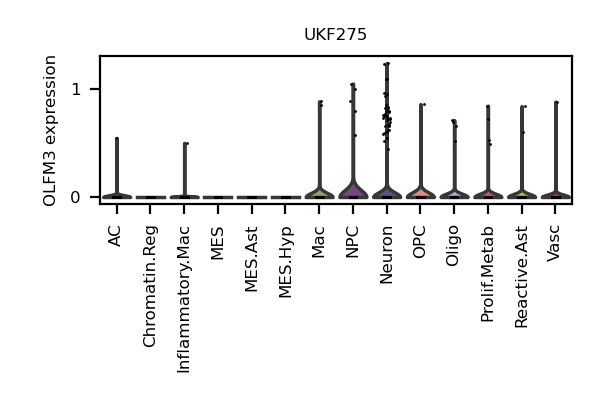 UKF275
OLFM3 expression
1
0
AC
Chromatin.Reg
Inflammatory.Mac
MES
MES.Ast
MES.Hyp
Mac
NPC
Neuron
OPC
Oligo
Prolif.Metab
Reactive.Ast
Vasc